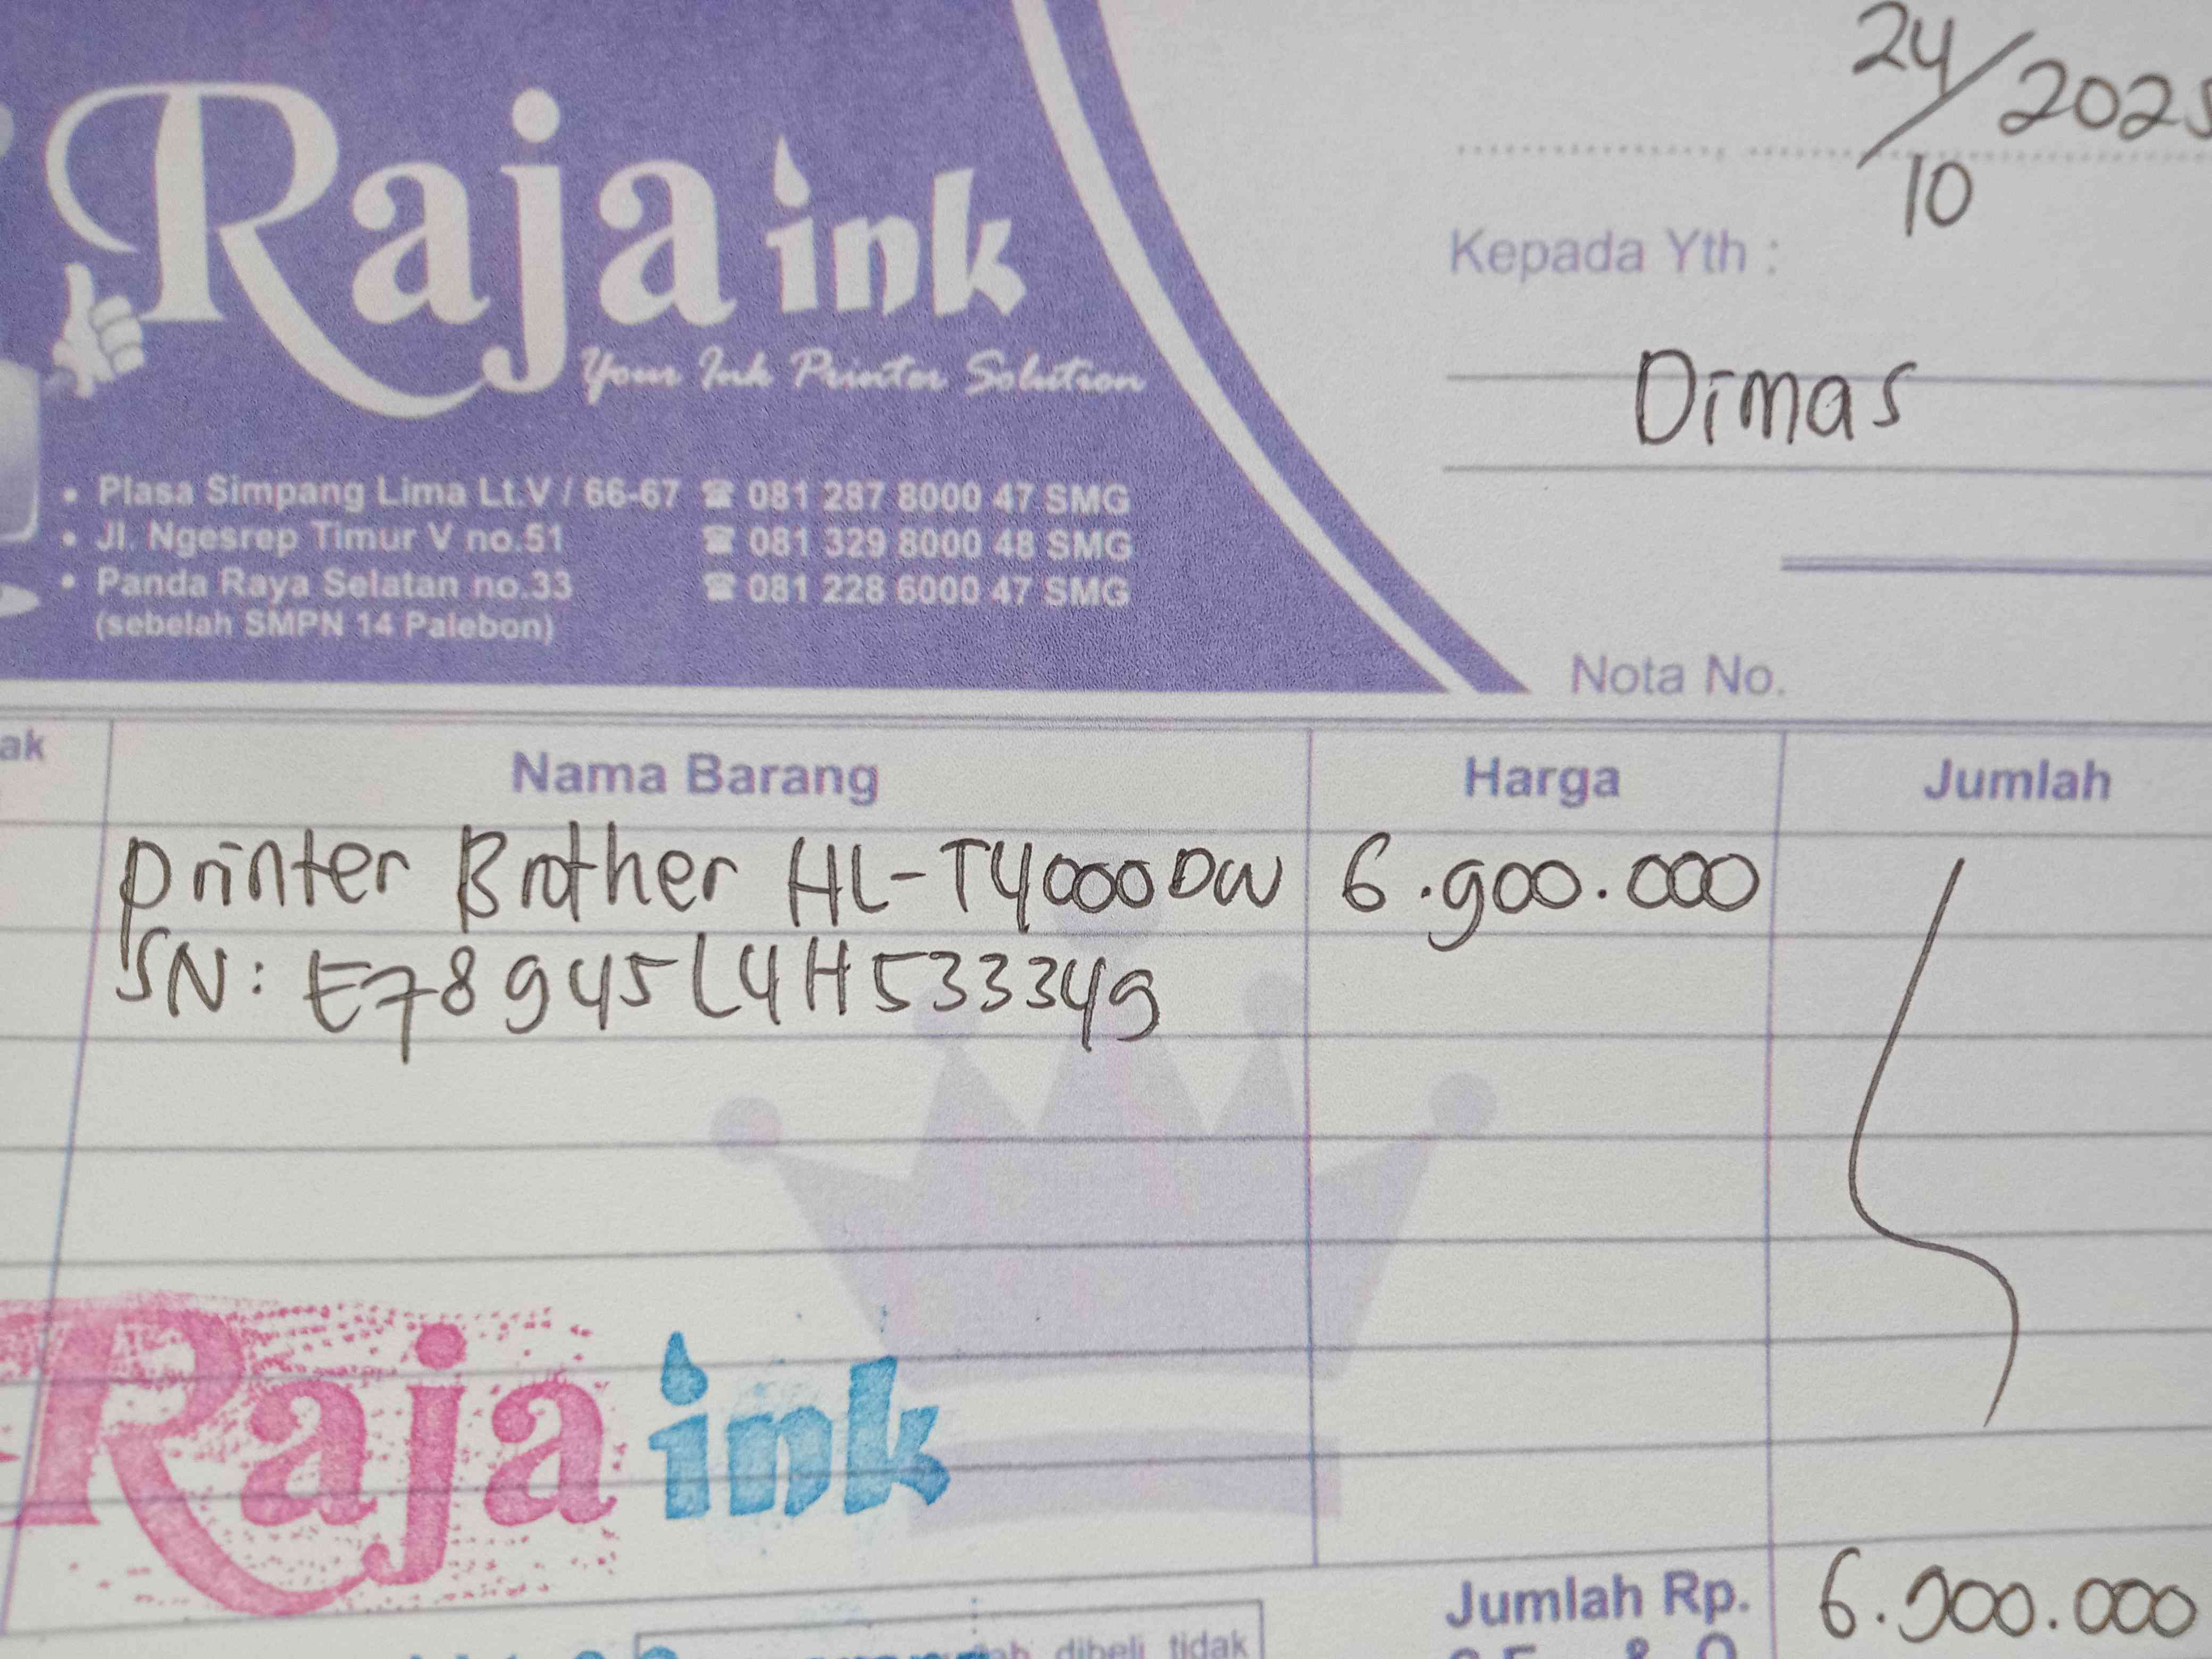 Raja ink
Your Ink Printer Solution
• Plasa Simpang Lima Lt.V / 66-67 ☎ 081 287 8000 47 SMG
• Jl. Ngesrep Timur V no.51 ☎ 081 329 8000 48 SMG
• Panda Raya Selatan no.33 ☎ 081 228 6000 47 SMG
(sebelah SMPN 14 Palebon)
24/10 2025
Kepada Yth :
Dimas
Nota No.
ak Nama Barang Harga Jumlah
Printer Brother HL-T4000DW 6.900.000
SN: E78945L4H533349
Raja ink
Jumlah Rp. 6.900.000
dibeli tidak